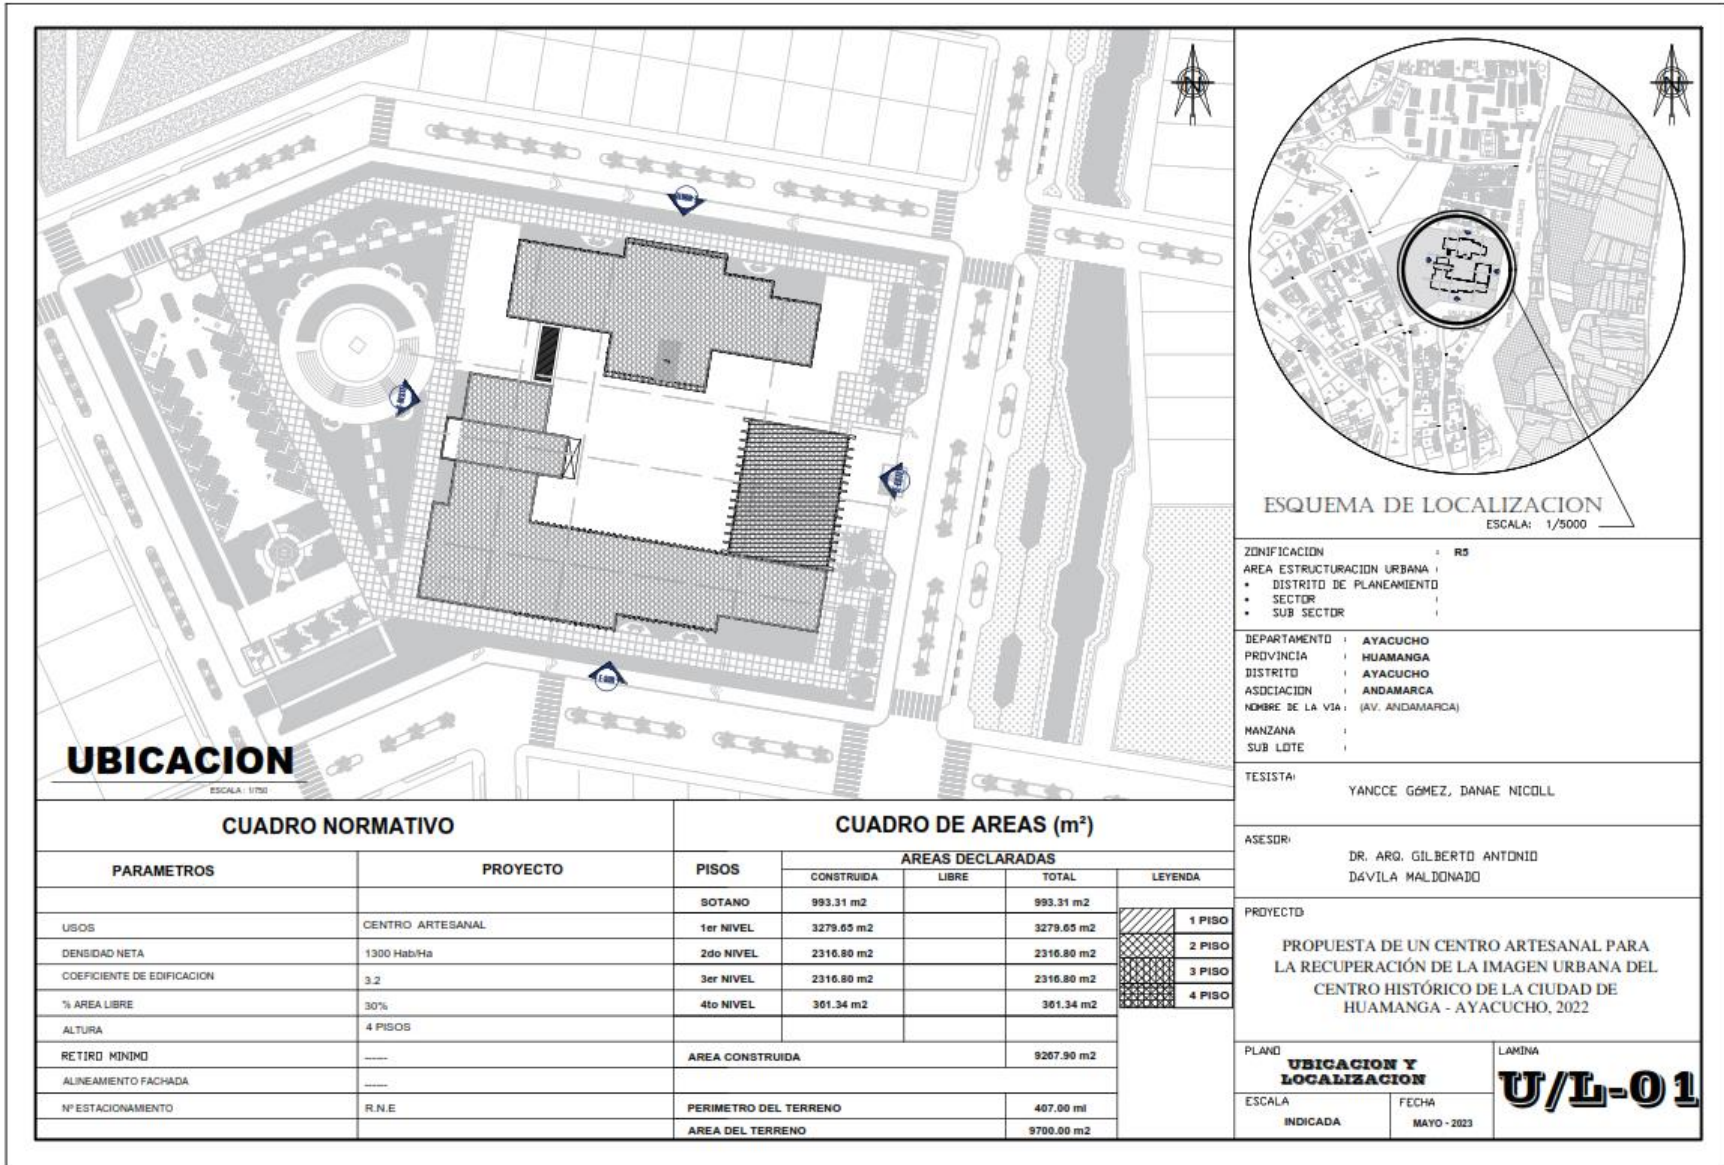 N
N
E-SUR
UBICACION
ESCALA : 1/750
ESQUEMA DE LOCALIZACION
ESCALA: 1/5000
ZONIFICACION : R5
AREA ESTRUCTURACION URBANA :
• DISTRITO DE PLANEAMIENTO
• SECTOR :
• SUB SECTOR :
DEPARTAMENTO : AYACUCHO
PROVINCIA : HUAMANGA
DISTRITO : AYACUCHO
ASOCIACION : ANDAMARCA
NOMBRE DE LA VIA : (AV. ANDAMARCA)
MANZANA :
SUB LOTE :
TESISTA:
YANCCE GóMEZ, DANAE NICOLL
ASESOR:
DR. ARQ. GILBERTO ANTONIO
DáVILA MALDONADO
PROYECTO:
PROPUESTA DE UN CENTRO ARTESANAL PARA
LA RECUPERACIÓN DE LA IMAGEN URBANA DEL
CENTRO HISTÓRICO DE LA CIUDAD DE
HUAMANGA - AYACUCHO, 2022
PLANO
UBICACION Y
LOCALIZACION
LAMINA
U/L-01
ESCALA
INDICADA
FECHA
MAYO - 2023
CUADRO NORMATIVO
PARAMETROS PROYECTO
USOS CENTRO ARTESANAL
DENSIDAD NETA 1300 Hab/Ha
COEFICIENTE DE EDIFICACION 3.2
% AREA LIBRE 30%
ALTURA 4 PISOS
RETIRO MINIMO ------
ALINEAMIENTO FACHADA ------
Nº ESTACIONAMIENTO R.N.E
CUADRO DE AREAS (m²)
PISOS AREAS DECLARADAS
CONSTRUIDA LIBRE TOTAL LEYENDA
SOTANO 993.31 m2 993.31 m2
1er NIVEL 3279.65 m2 3279.65 m2 1 PISO
2do NIVEL 2316.80 m2 2316.80 m2 2 PISO
3er NIVEL 2316.80 m2 2316.80 m2 3 PISO
4to NIVEL 361.34 m2 361.34 m2 4 PISO
AREA CONSTRUIDA 9267.90 m2
PERIMETRO DEL TERRENO 407.00 ml
AREA DEL TERRENO 9700.00 m2